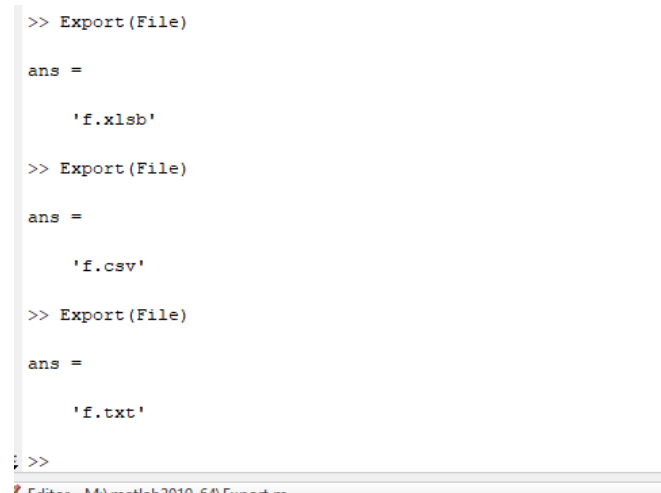 >> Export(File)
ans =
'f.xlsb'
>> Export(File)
ans =
'f.csv'
>> Export(File)
ans =
'f.txt'
>>